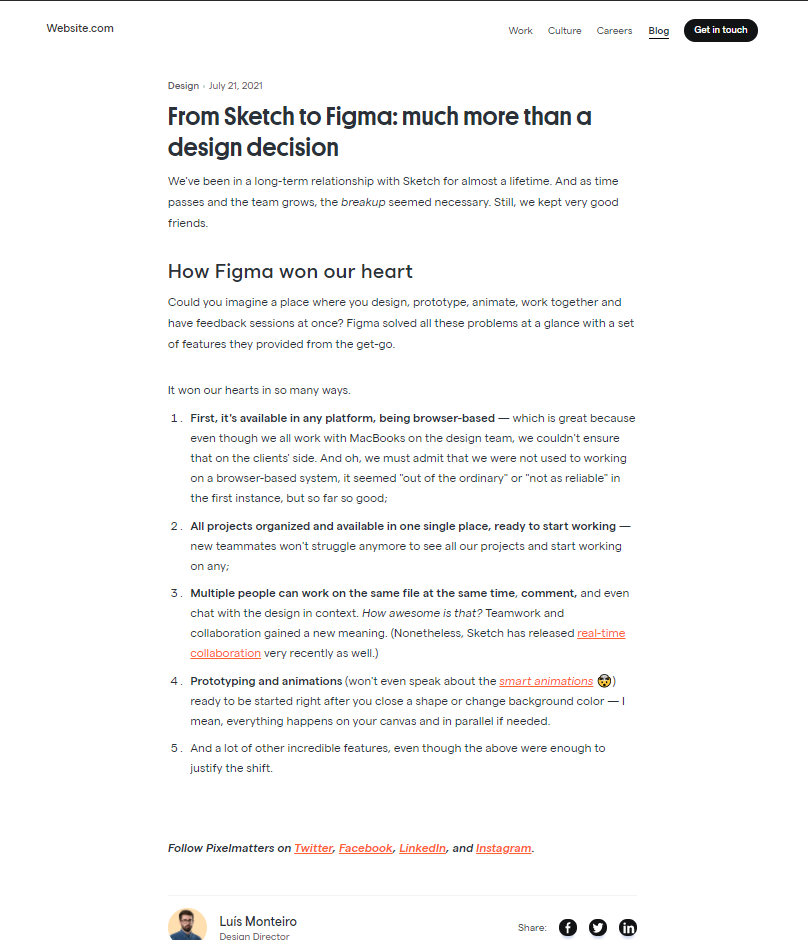 Website.com
Work Culture Careers Blog Get in touch
Design › July 21, 2021
From Sketch to Figma: much more than a
design decision
We've been in a long-term relationship with Sketch for almost a lifetime. And as time
passes and the team grows, the breakup seemed necessary. Still, we kept very good
friends.
How Figma won our heart
Could you imagine a place where you design, prototype, animate, work together and
have feedback sessions at once? Figma solved all these problems at a glance with a set
of features they provided from the get-go.
It won our hearts in so many ways.
1. First, it's available in any platform, being browser-based — which is great because
even though we all work with MacBooks on the design team, we couldn't ensure
that on the clients' side. And oh, we must admit that we were not used to working
on a browser-based system, it seemed "out of the ordinary" or "not as reliable" in
the first instance, but so far so good;
2. All projects organized and available in one single place, ready to start working —
new teammates won't struggle anymore to see all our projects and start working
on any;
3. Multiple people can work on the same file at the same time, comment, and even
chat with the design in context. How awesome is that? Teamwork and
collaboration gained a new meaning. (Nonetheless, Sketch has released real-time
collaboration very recently as well.)
4. Prototyping and animations (won't even speak about the smart animations 🤯)
ready to be started right after you close a shape or change background color — I
mean, everything happens on your canvas and in parallel if needed.
5. And a lot of other incredible features, even though the above were enough to
justify the shift.
Follow Pixelmatters on Twitter, Facebook, LinkedIn, and Instagram.
Luís Monteiro
Design Director
Share: